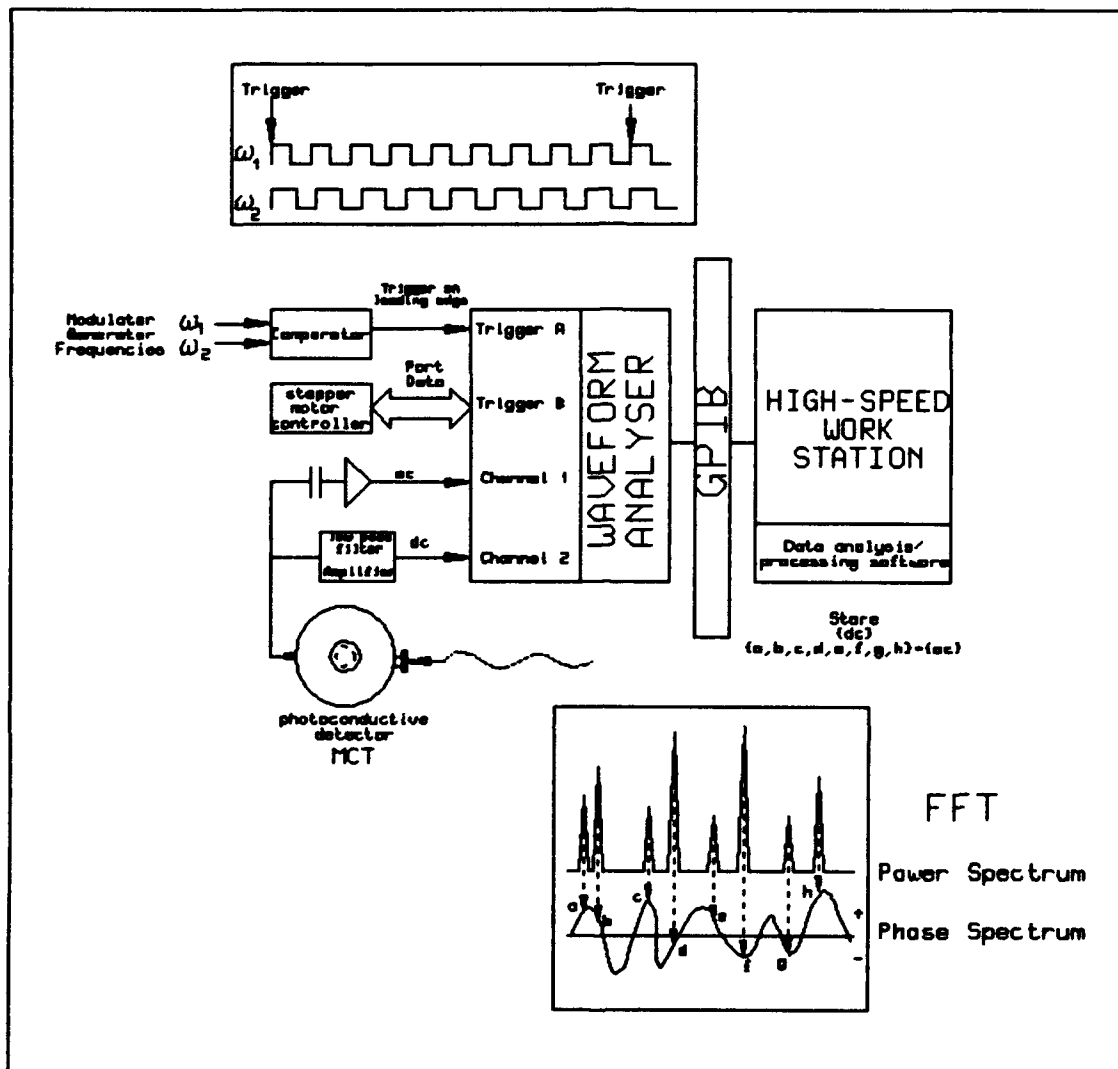 Trigger Trigger
ω1
ω2
Modulator
Generator
Frequencies
ω1
ω2
Comparator
Trigger on
leading edge
Trigger A
stepper
motor
controller
Port
Data
Trigger B
ac
Channel 1
low pass
filter
Amplifier
dc
Channel 2
WAVEFORM
ANALYSER
GPIB
HIGH-SPEED
WORK
STATION
Data analysis/
processing software
Store
{dc}
{a,b,c,d,e,f,g,h}={ac}
photoconductive
detector
MCT
FFT
Power Spectrum
Phase Spectrum
a b c d e f g h
+
-